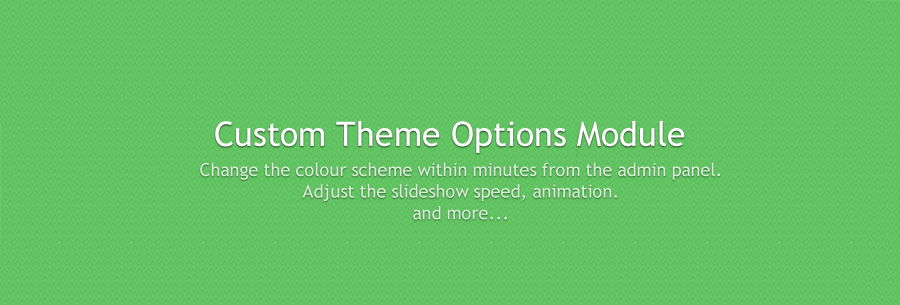 Custom Theme Options Module
Change the colour scheme within minutes from the admin panel.
Adjust the slideshow speed, animation.
and more...